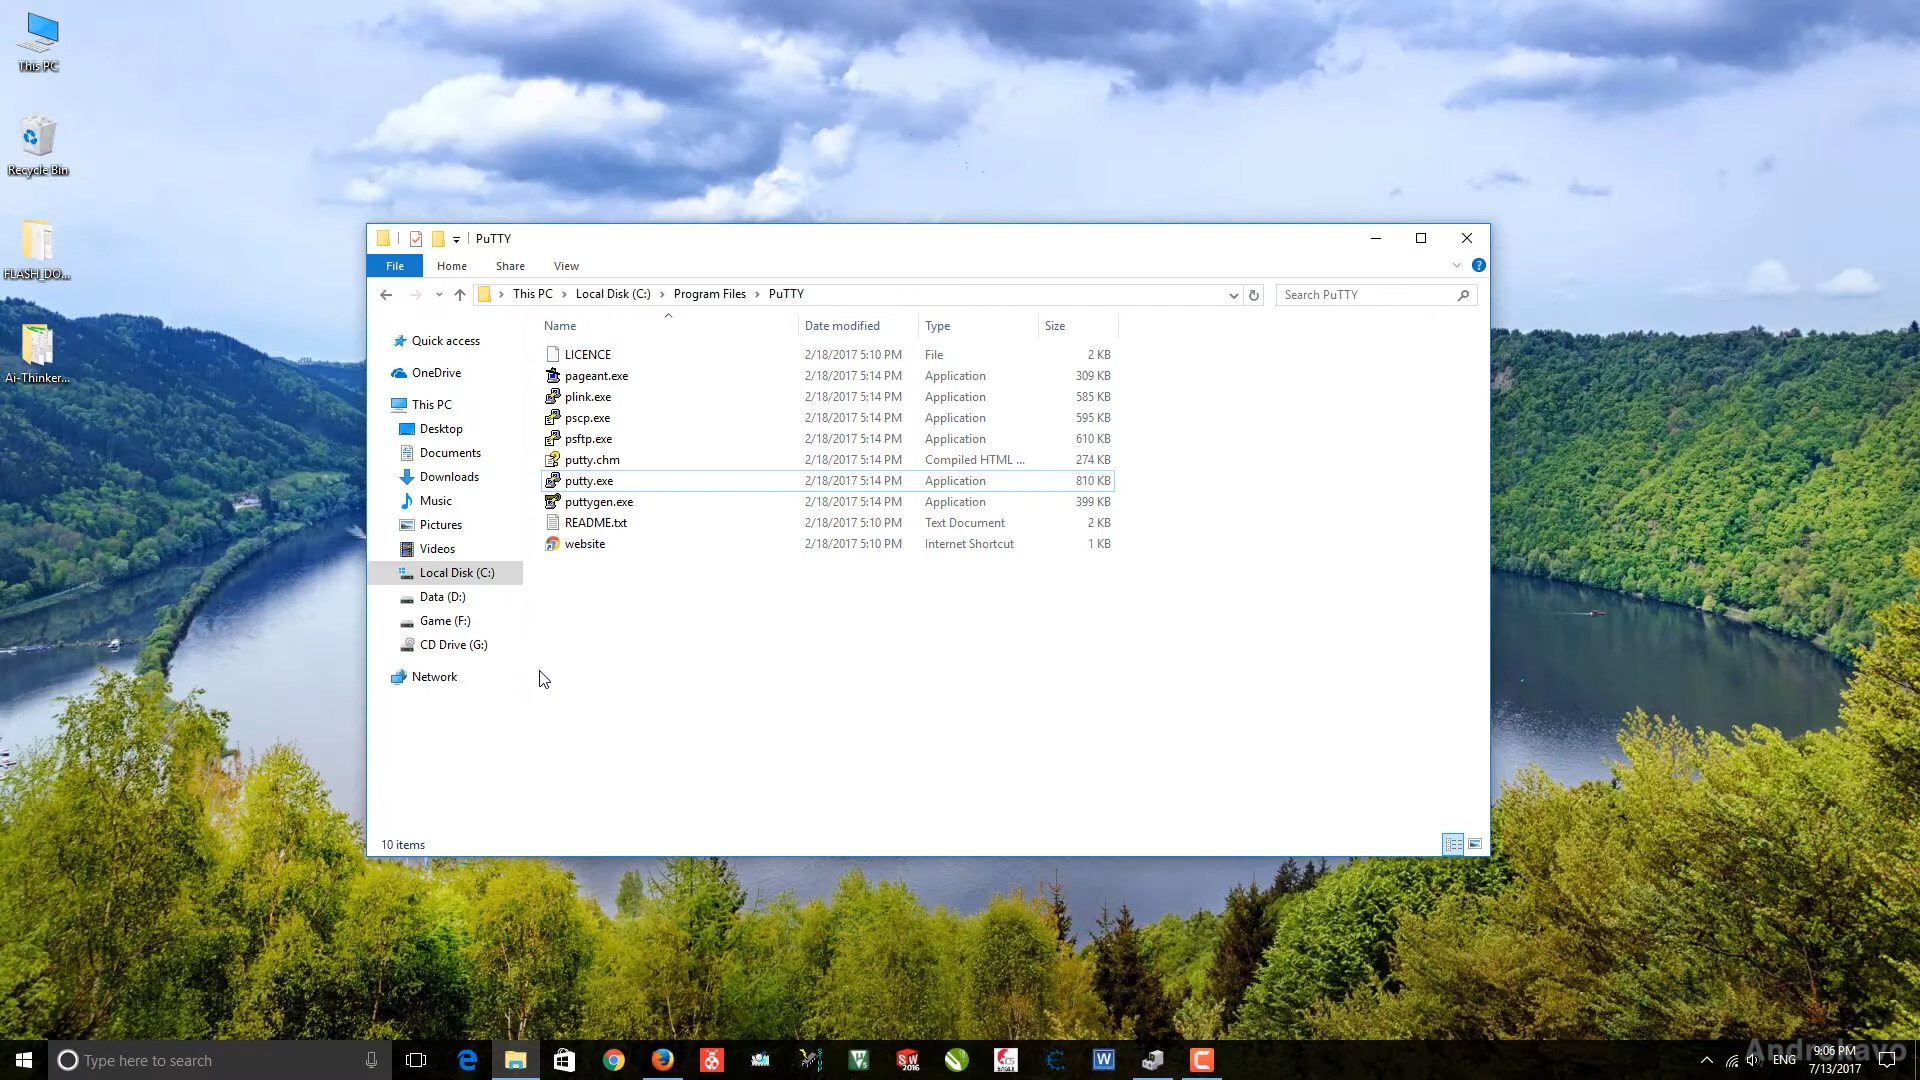 This PC
Recycle Bin
FLASH_DO...
Ai-Thinker...
PuTTY
File Home Share View
This PC > Local Disk (C:) > Program Files > PuTTY
Search PuTTY
Quick access
OneDrive
This PC
Desktop
Documents
Downloads
Music
Pictures
Videos
Local Disk (C:)
Data (D:)
Game (F:)
CD Drive (G:)
Network
Name Date modified Type Size
LICENCE 2/18/2017 5:10 PM File 2 KB
pageant.exe 2/18/2017 5:14 PM Application 309 KB
plink.exe 2/18/2017 5:14 PM Application 585 KB
pscp.exe 2/18/2017 5:14 PM Application 595 KB
psftp.exe 2/18/2017 5:14 PM Application 610 KB
putty.chm 2/18/2017 5:14 PM Compiled HTML ... 274 KB
putty.exe 2/18/2017 5:14 PM Application 810 KB
puttygen.exe 2/18/2017 5:14 PM Application 399 KB
README.txt 2/18/2017 5:10 PM Text Document 2 KB
website 2/18/2017 5:10 PM Internet Shortcut 1 KB
10 items
Type here to search
ENG
9:06 PM
7/13/2017